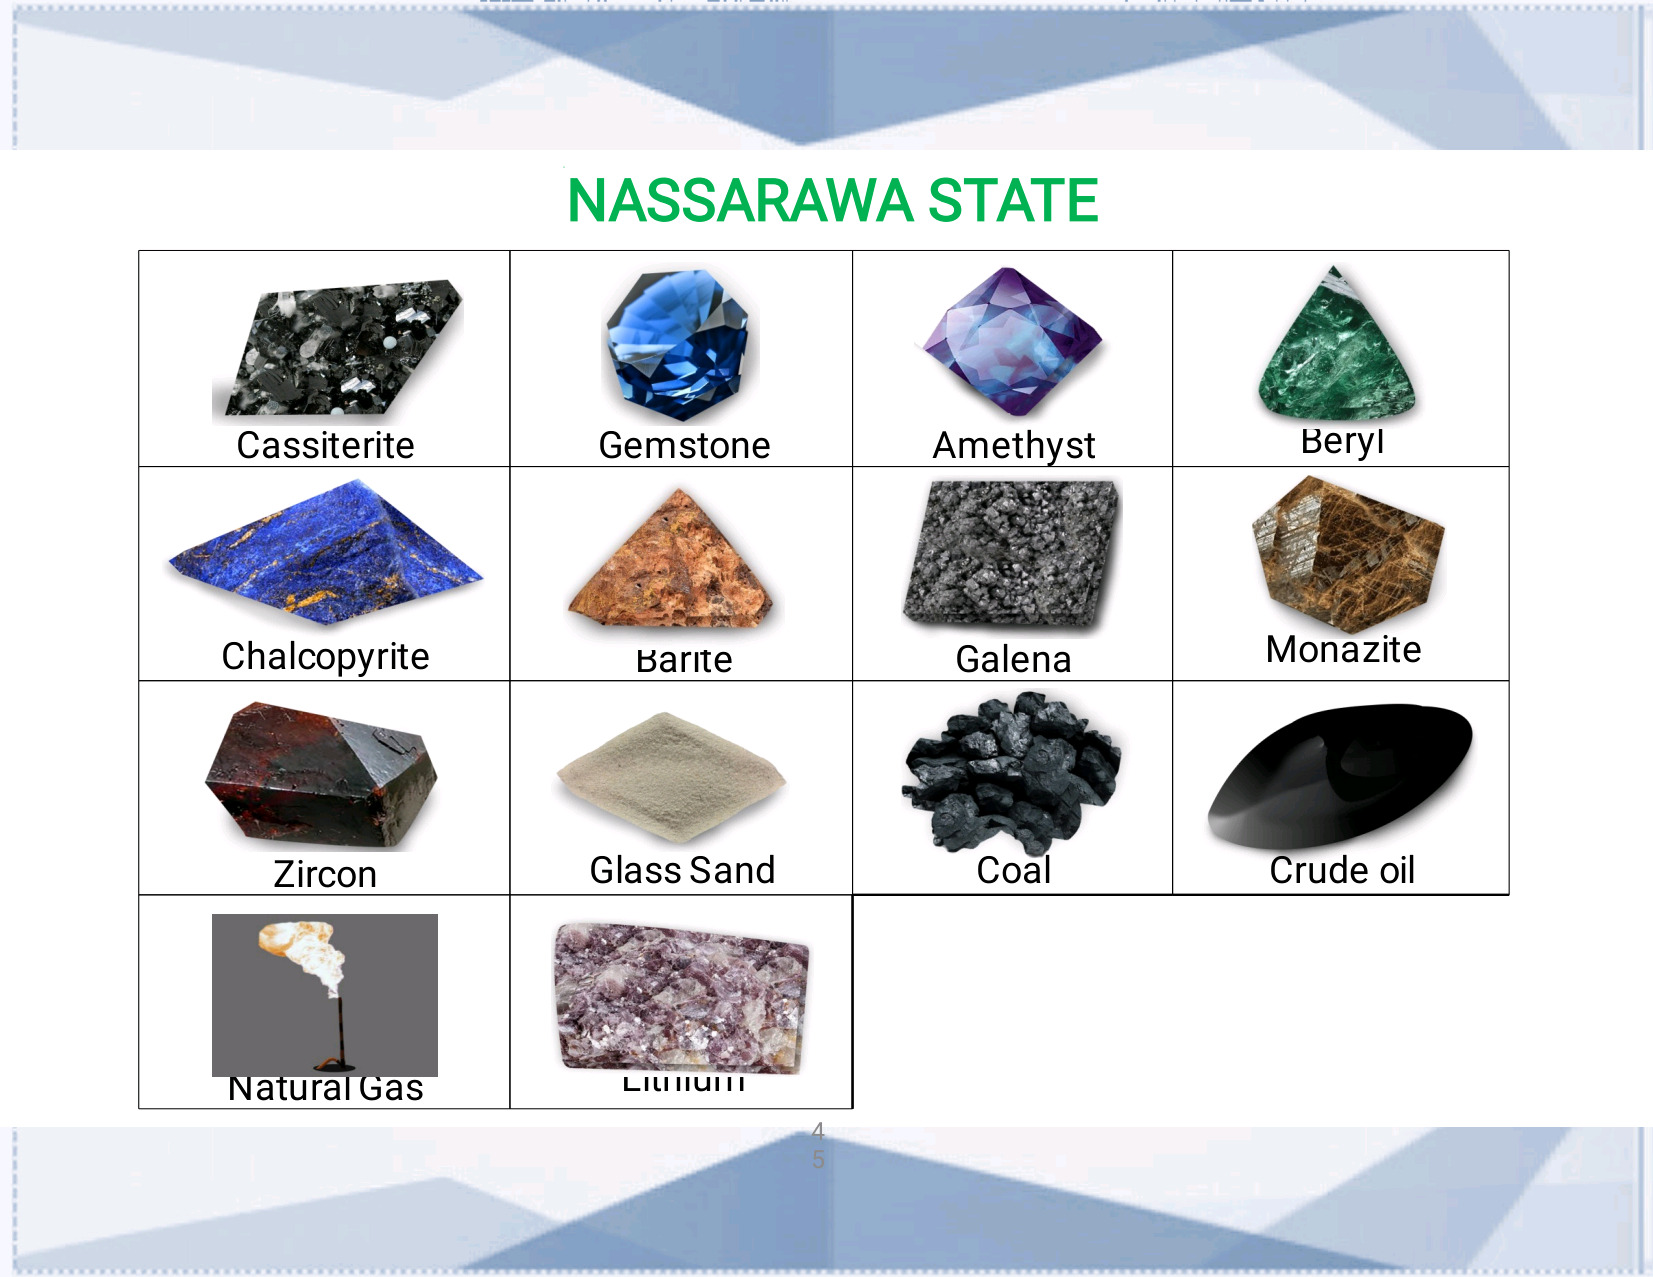 NASSARAWA STATE
Cassiterite Gemstone Amethyst Beryl
Chalcopyrite Barite Galena Monazite
Zircon Glass Sand Coal Crude oil
Natural Gas Lithium
4
5